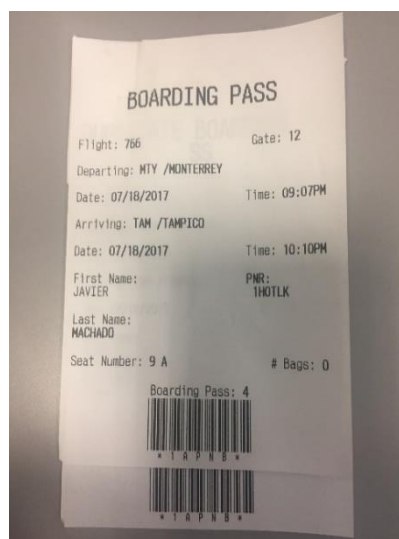 BOARDING PASS
Flight: 766 Gate: 12
Departing: MTY /MONTERREY
Date: 07/18/2017 Time: 09:07PM
Arriving: TAM /TAMPICO
Date: 07/18/2017 Time: 10:10PM
First Name: PNR:
JAVIER 1HOTLK
Last Name:
MACHADO
Seat Number: 9 A # Bags: 0
Boarding Pass: 4
* 1 A P N B *
* 1 A P N B *